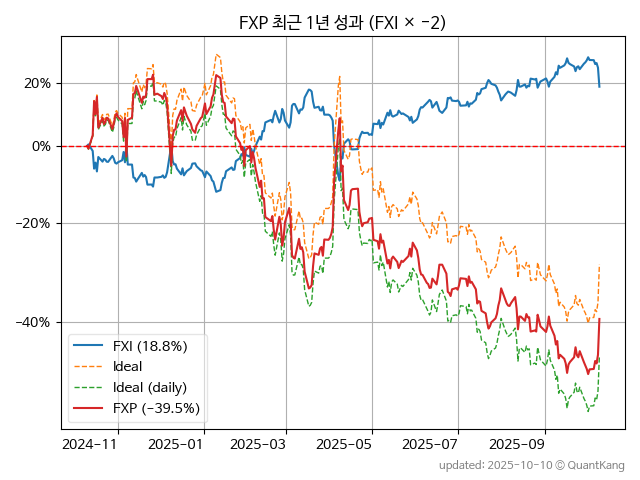 FXP 최근 1년 성과 (FXI × −2)
20%
0%
−20%
−40%
FXI (18.8%)
Ideal
Ideal (daily)
FXP (−39.5%)
2024−11
2025−01
2025−03
2025−05
2025−07
2025−09
updated: 2025-10-10 © QuantKang